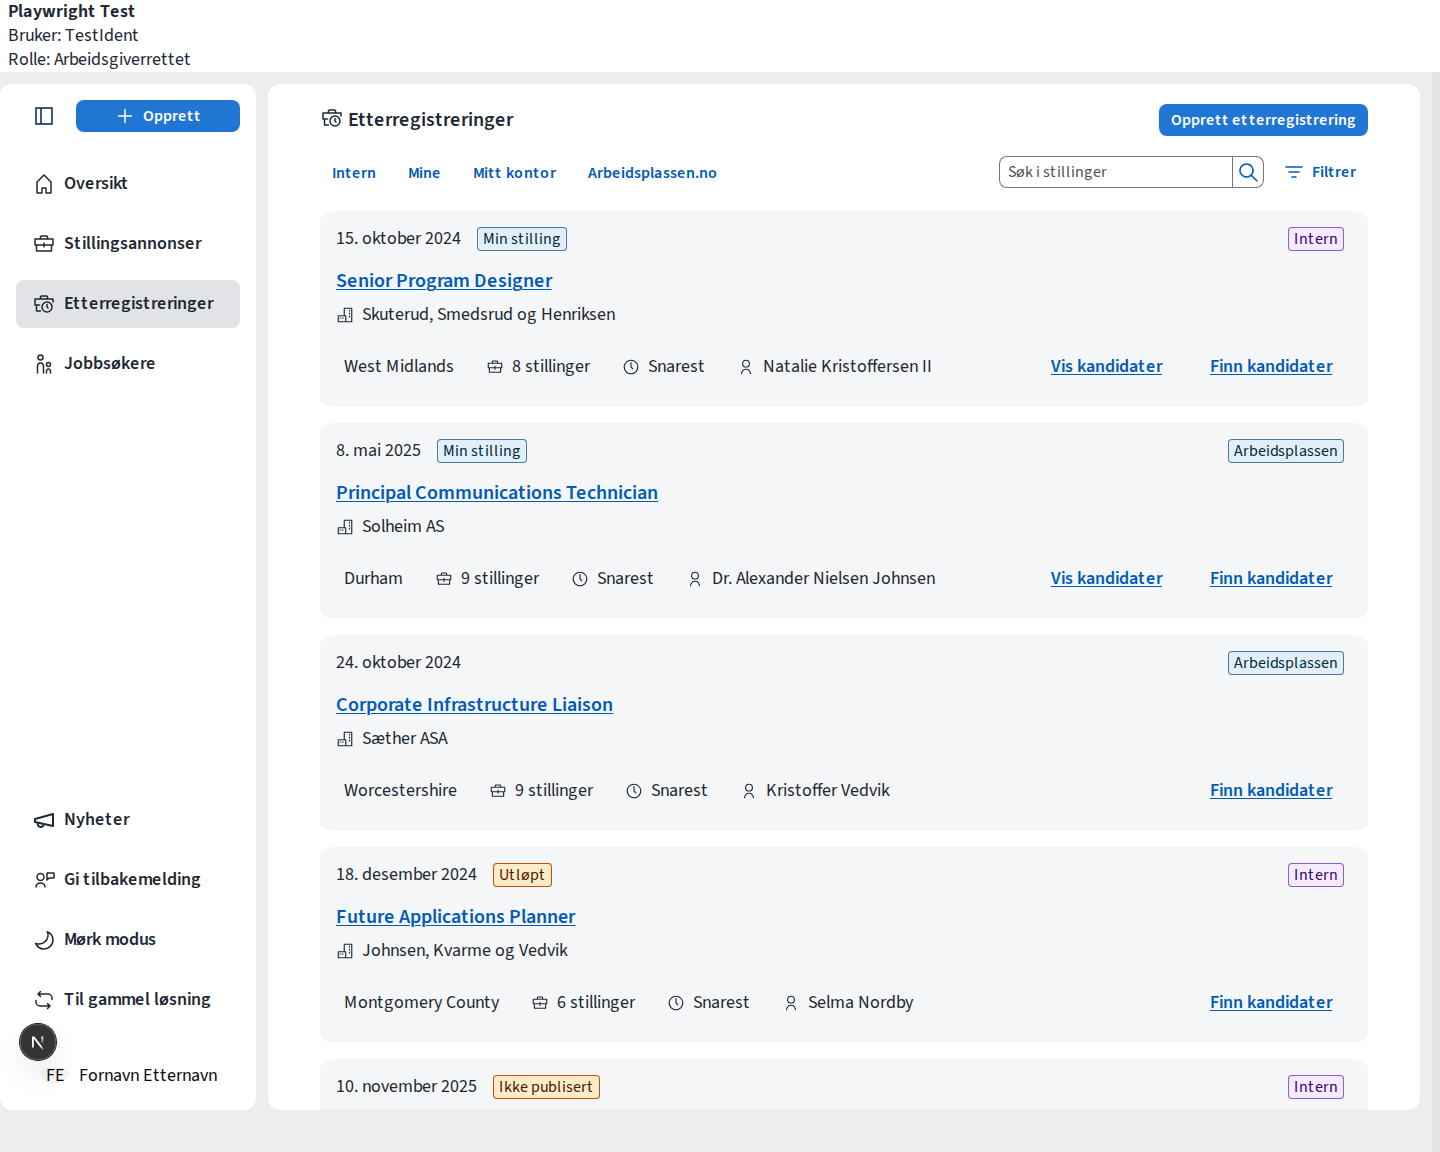 Playwright Test
Bruker: TestIdent
Rolle: Arbeidsgiverrettet
Opprett
Oversikt
Stillingsannonser
Etterregistreringer
Jobbsøkere
Nyheter
Gi tilbakemelding
Mørk modus
Til gammel løsning
N
FE Fornavn Etternavn
Etterregistreringer
Opprett etterregistrering
Intern Mine Mitt kontor Arbeidsplassen.no
Søk i stillinger
Filtrer
15. oktober 2024 Min stilling Intern
Senior Program Designer
Skuterud, Smedsrud og Henriksen
West Midlands 8 stillinger Snarest Natalie Kristoffersen II Vis kandidater Finn kandidater
8. mai 2025 Min stilling Arbeidsplassen
Principal Communications Technician
Solheim AS
Durham 9 stillinger Snarest Dr. Alexander Nielsen Johnsen Vis kandidater Finn kandidater
24. oktober 2024 Arbeidsplassen
Corporate Infrastructure Liaison
Sæther ASA
Worcestershire 9 stillinger Snarest Kristoffer Vedvik Finn kandidater
18. desember 2024 Utløpt Intern
Future Applications Planner
Johnsen, Kvarme og Vedvik
Montgomery County 6 stillinger Snarest Selma Nordby Finn kandidater
10. november 2025 Ikke publisert Intern